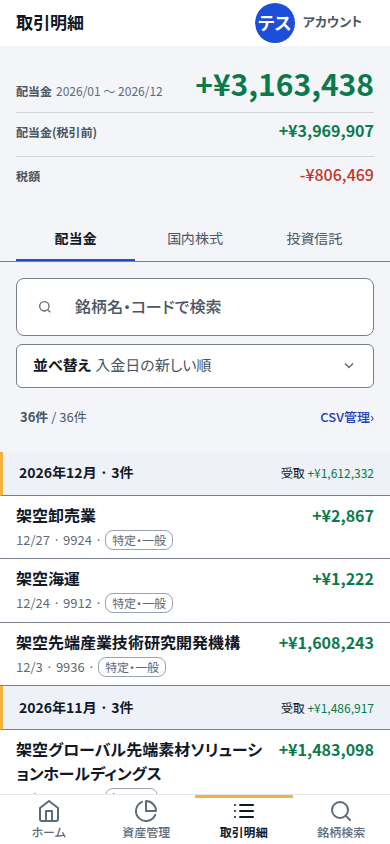 取引明細
テス アカウント
配当金 2026/01 〜 2026/12 +¥3,163,438
配当金(税引前) +¥3,969,907
税額 -¥806,469
配当金 国内株式 投資信託
銘柄名・コードで検索
並べ替え 入金日の新しい順
36件 / 36件 CSV管理›
2026年12月・3件 受取 +¥1,612,332
架空卸売業 +¥2,867
12/27・9924・ 特定・一般
架空海運 +¥1,222
12/24・9912・ 特定・一般
架空先端産業技術研究開発機構 +¥1,608,243
12/3・9936・ 特定・一般
2026年11月・3件 受取 +¥1,486,917
架空グローバル先端素材ソリューシ +¥1,483,098
ョンホールディングス
ホーム 資産管理 取引明細 銘柄検索